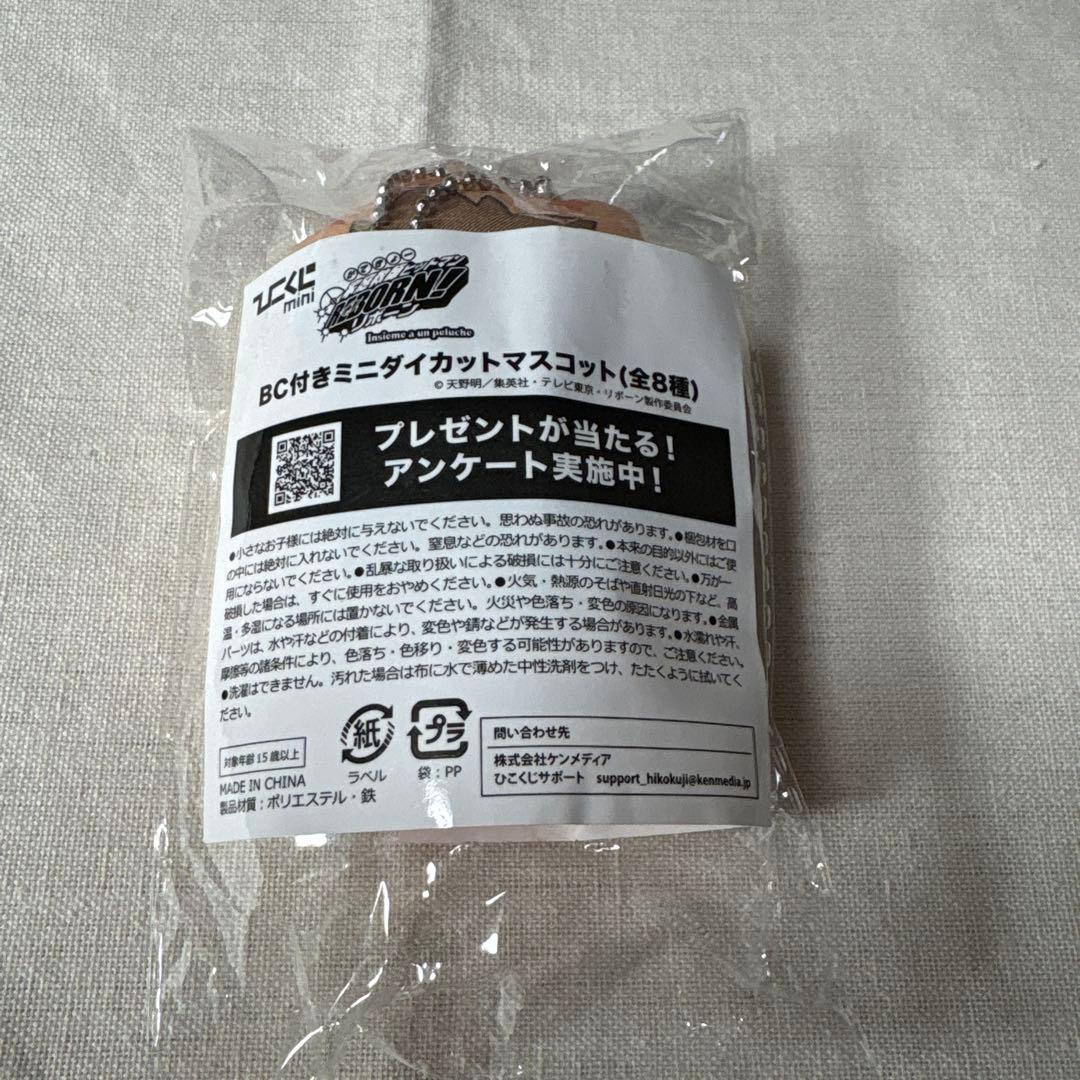 ひこくじ
mini
かてきょー
家庭教師ヒットマン
REBORN!
リボーン
Insieme a un peluche
BC付きミニダイカットマスコット(全8種)
© 天野明／集英社・テレビ東京・リボーン製作委員会
プレゼントが当たる！
アンケート実施中！
●小さなお子様には絶対に与えないでください。思わぬ事故の恐れがあります。●梱包材を口
の中には絶対に入れないでください。窒息などの恐れがあります。●本来の目的以外にはご使
用にならないでください。●乱暴な取り扱いによる破損には十分にご注意ください。●万が一
破損した場合は、すぐに使用をおやめください。●火気・熱源のそばや直射日光の下など、高
温・多湿になる場所には置かないでください。火災や色落ち・変色の原因になります。●金属
パーツは、水や汗などの付着により、変色や錆などが発生する場合があります。●水濡れや汗、
摩擦等の諸条件により、色落ち・色移り・変色する可能性がありますので、ご注意ください。
●洗濯はできません。汚れた場合は布に水で薄めた中性洗剤をつけ、たたくように拭いてく
ださい。
対象年齢15歳以上
MADE IN CHINA
製品材質：ポリエステル・鉄
紙
ラベル
プラ
袋：PP
問い合わせ先
株式会社ケンメディア
ひこくじサポート support_hikokuji@kenmedia.jp